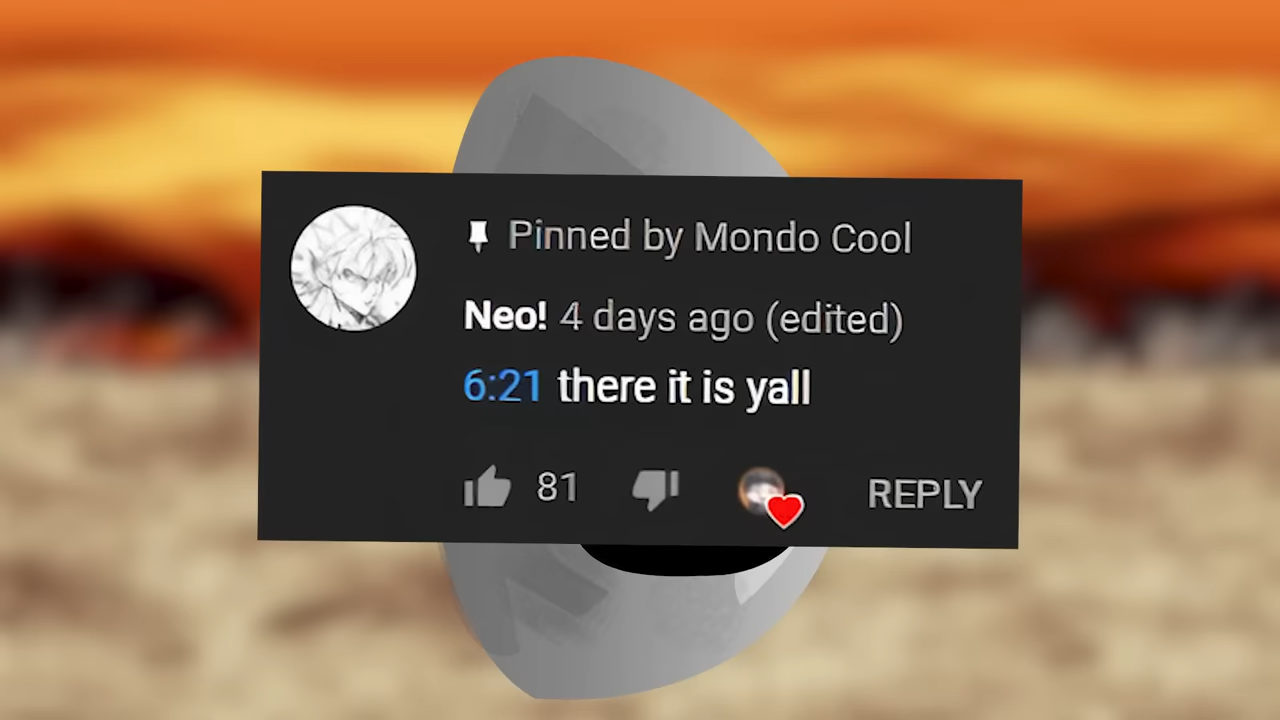 Pinned by Mondo Cool
Neo! 4 days ago (edited)
6:21 there it is yall
81
REPLY